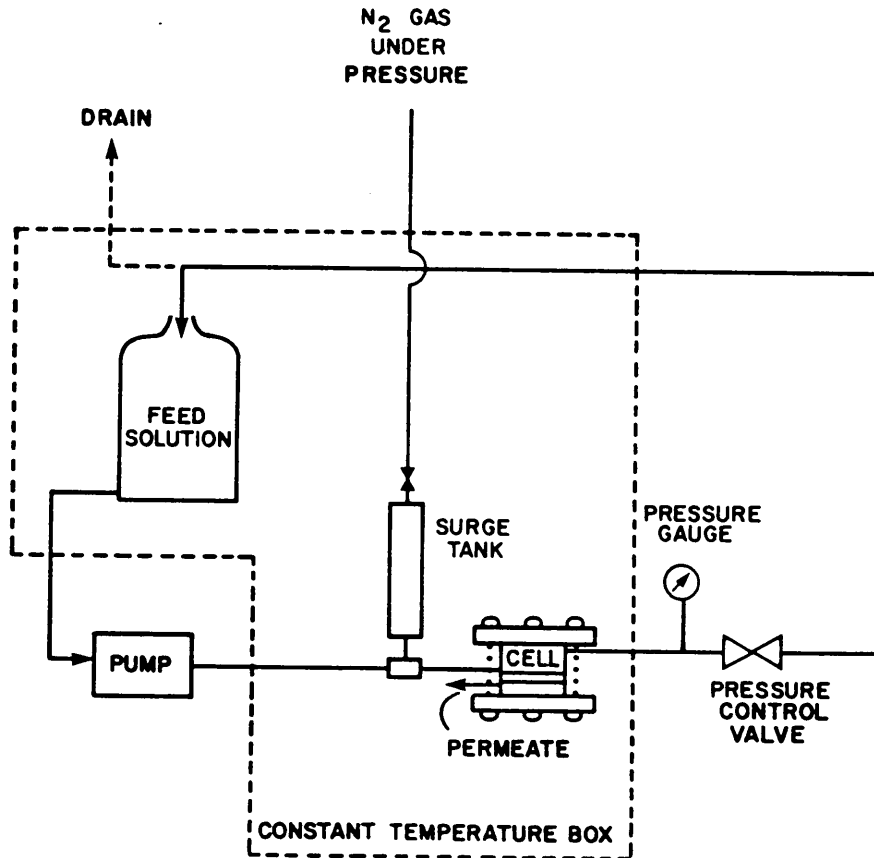 N₂ GAS
UNDER
PRESSURE
DRAIN
FEED
SOLUTION
SURGE
TANK
PRESSURE
GAUGE
PUMP
CELL
PERMEATE
PRESSURE
CONTROL
VALVE
CONSTANT TEMPERATURE BOX